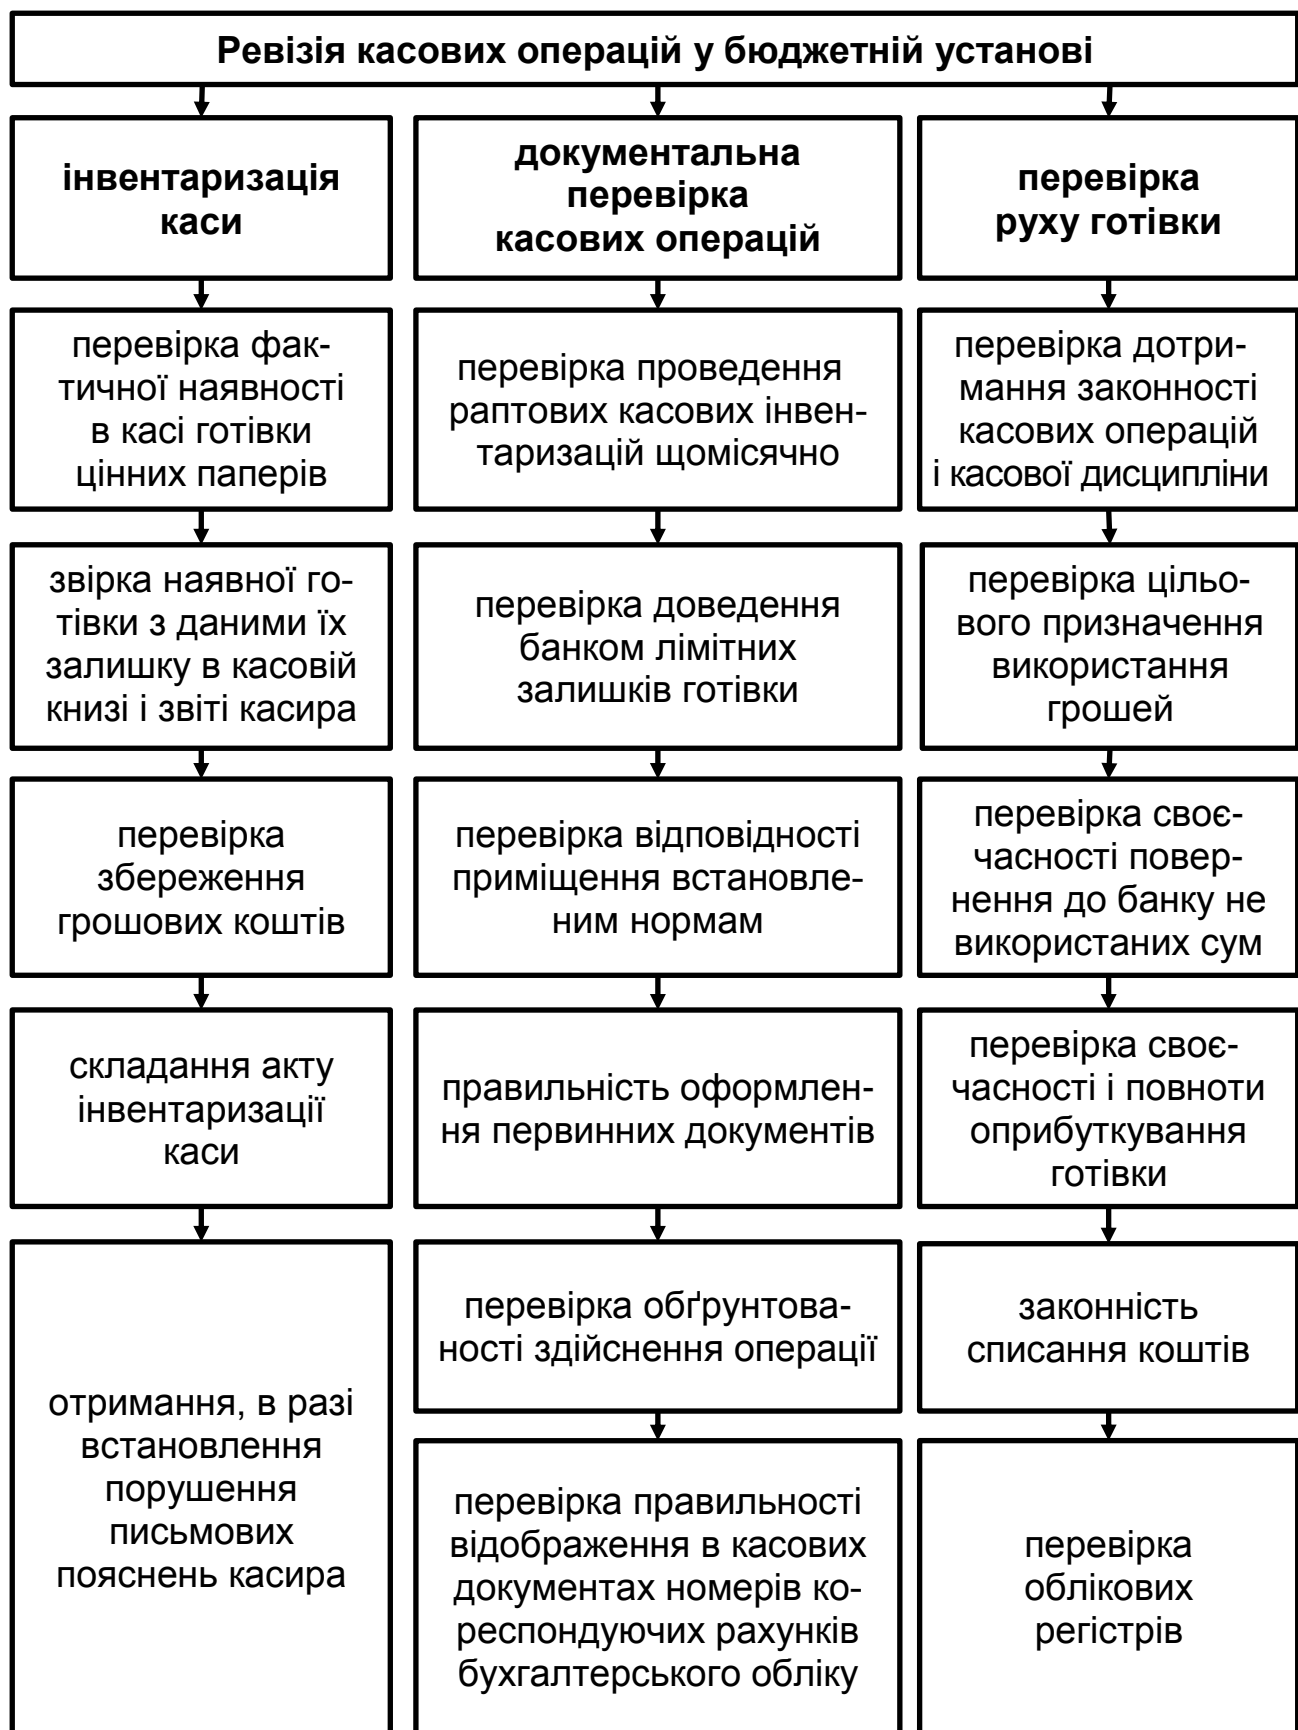 Ревізія касових операцій у бюджетній установі
інвентаризація
каси
перевірка фак-
тичної наявності
в касі готівки
цінних паперів
звірка наявної го-
тівки з даними їх
залишку в касовій
книзі і звіті касира
перевірка
збереження
грошових коштів
складання акту
інвентаризації
каси
отримання, в разі
встановлення
порушення
письмових
пояснень касира
документальна
перевірка
касових операцій
перевірка проведення
раптових касових інвен-
таризацій щомісячно
перевірка доведення
банком лімітних
залишків готівки
перевірка відповідності
приміщення встановле-
ним нормам
правильність оформлен-
ня первинних документів
перевірка обґрунтова-
ності здійснення операції
перевірка правильності
відображення в касових
документах номерів ко-
респондуючих рахунків
бухгалтерського обліку
перевірка
руху готівки
перевірка дотри-
мання законності
касових операцій
і касової дисципліни
перевірка цільо-
вого призначення
використання
грошей
перевірка своє-
часності повер-
нення до банку не
використаних сум
перевірка своє-
часності і повноти
оприбуткування
готівки
законність
списання коштів
перевірка
облікових
регістрів